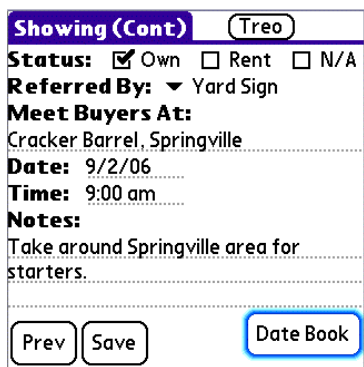 Showing (Cont) Treo
Status: Own Rent N/A
Referred By: Yard Sign
Meet Buyers At:
Cracker Barrel, Springville
Date: 9/2/06
Time: 9:00 am
Notes:
Take around Springville area for
starters.
Prev Save Date Book